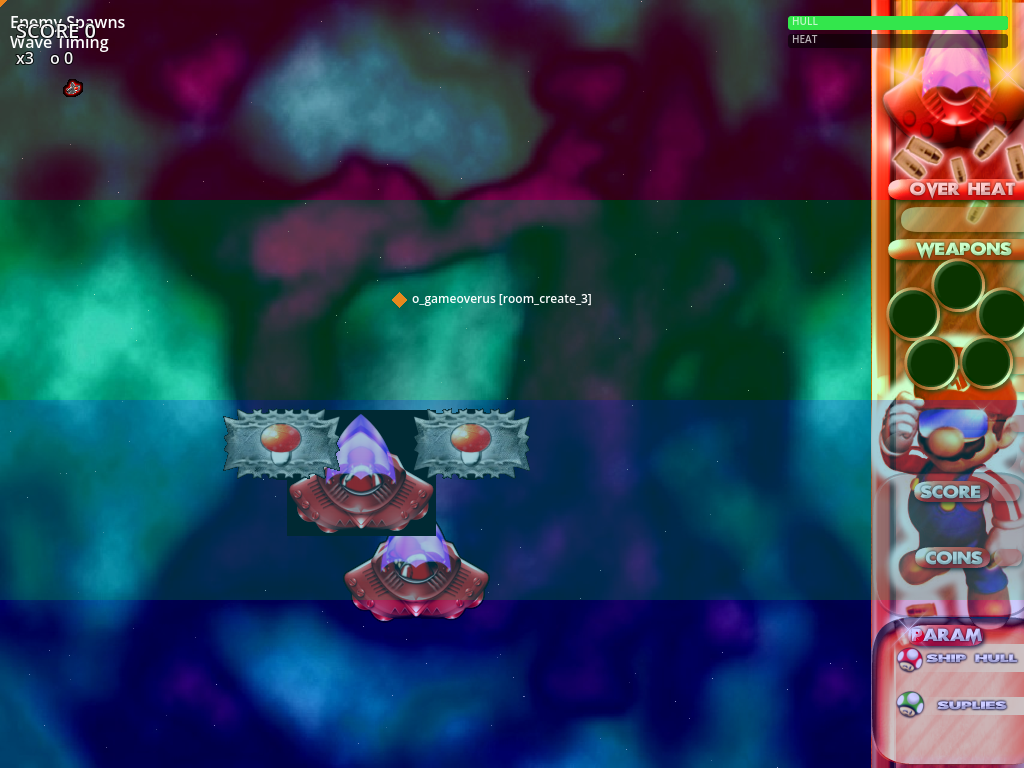 Enemy Spawns
SCORE 0
Wave Timing
x3 o 0
HULL
HEAT
OVER HEAT
WEAPONS
o_gameoverus [room_create_3]
SCORE
COINS
PARAM
SHIP HULL
SUPLIES